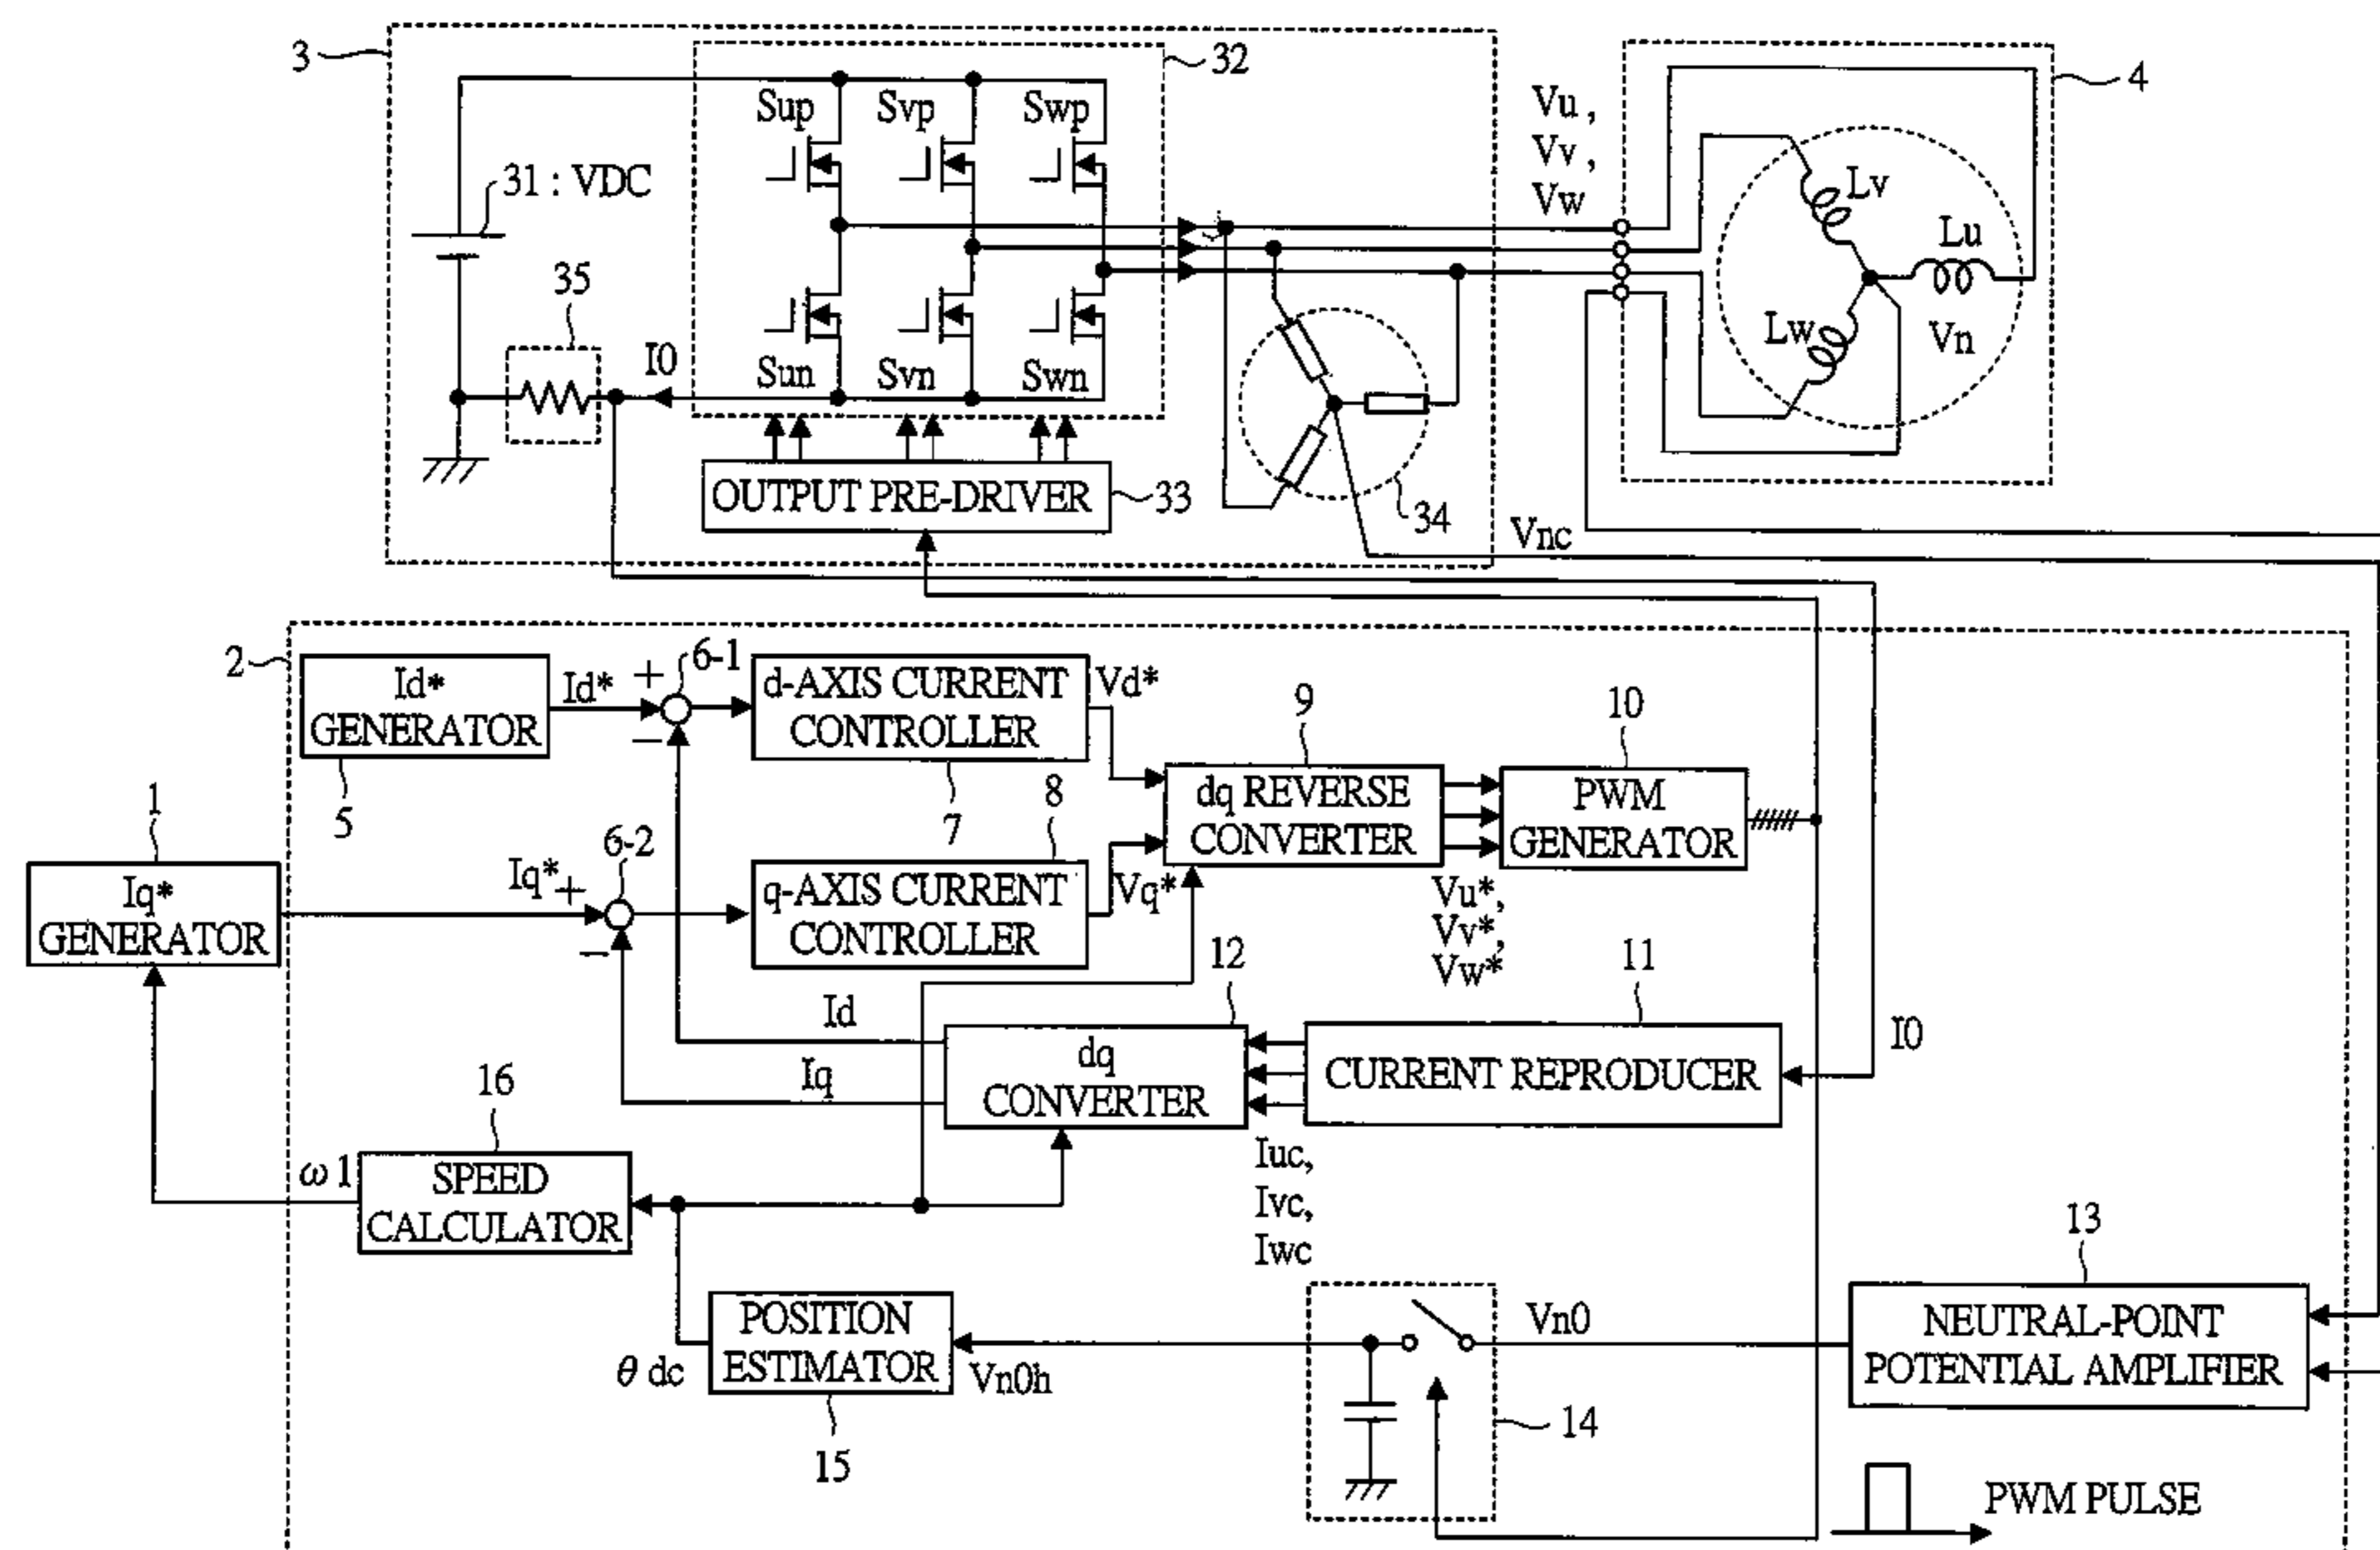 3
32
4
Sup
Svp
Swp
Vu ,
Vv ,
Vw
31 : VDC
Lv
Lu
35
I0
Lw
Vn
Sun
Svn
Swn
OUTPUT PRE-DRIVER
33
34
Vnc
2
Id*
GENERATOR
5
Id*
+
−
6-1
d-AXIS CURRENT
CONTROLLER
7
Vd*
9
10
1
Iq*
GENERATOR
Iq*
+
−
6-2
8
q-AXIS CURRENT
CONTROLLER
Vq*
dq REVERSE
CONVERTER
PWM
GENERATOR
Vu*,
Vv*,
Vw*
12
11
Id
Iq
dq
CONVERTER
CURRENT REPRODUCER
I0
16
ω 1
SPEED
CALCULATOR
Iuc,
Ivc,
Iwc
13
θ dc
POSITION
ESTIMATOR
15
Vn0h
Vn0
NEUTRAL-POINT
POTENTIAL AMPLIFIER
14
PWM PULSE